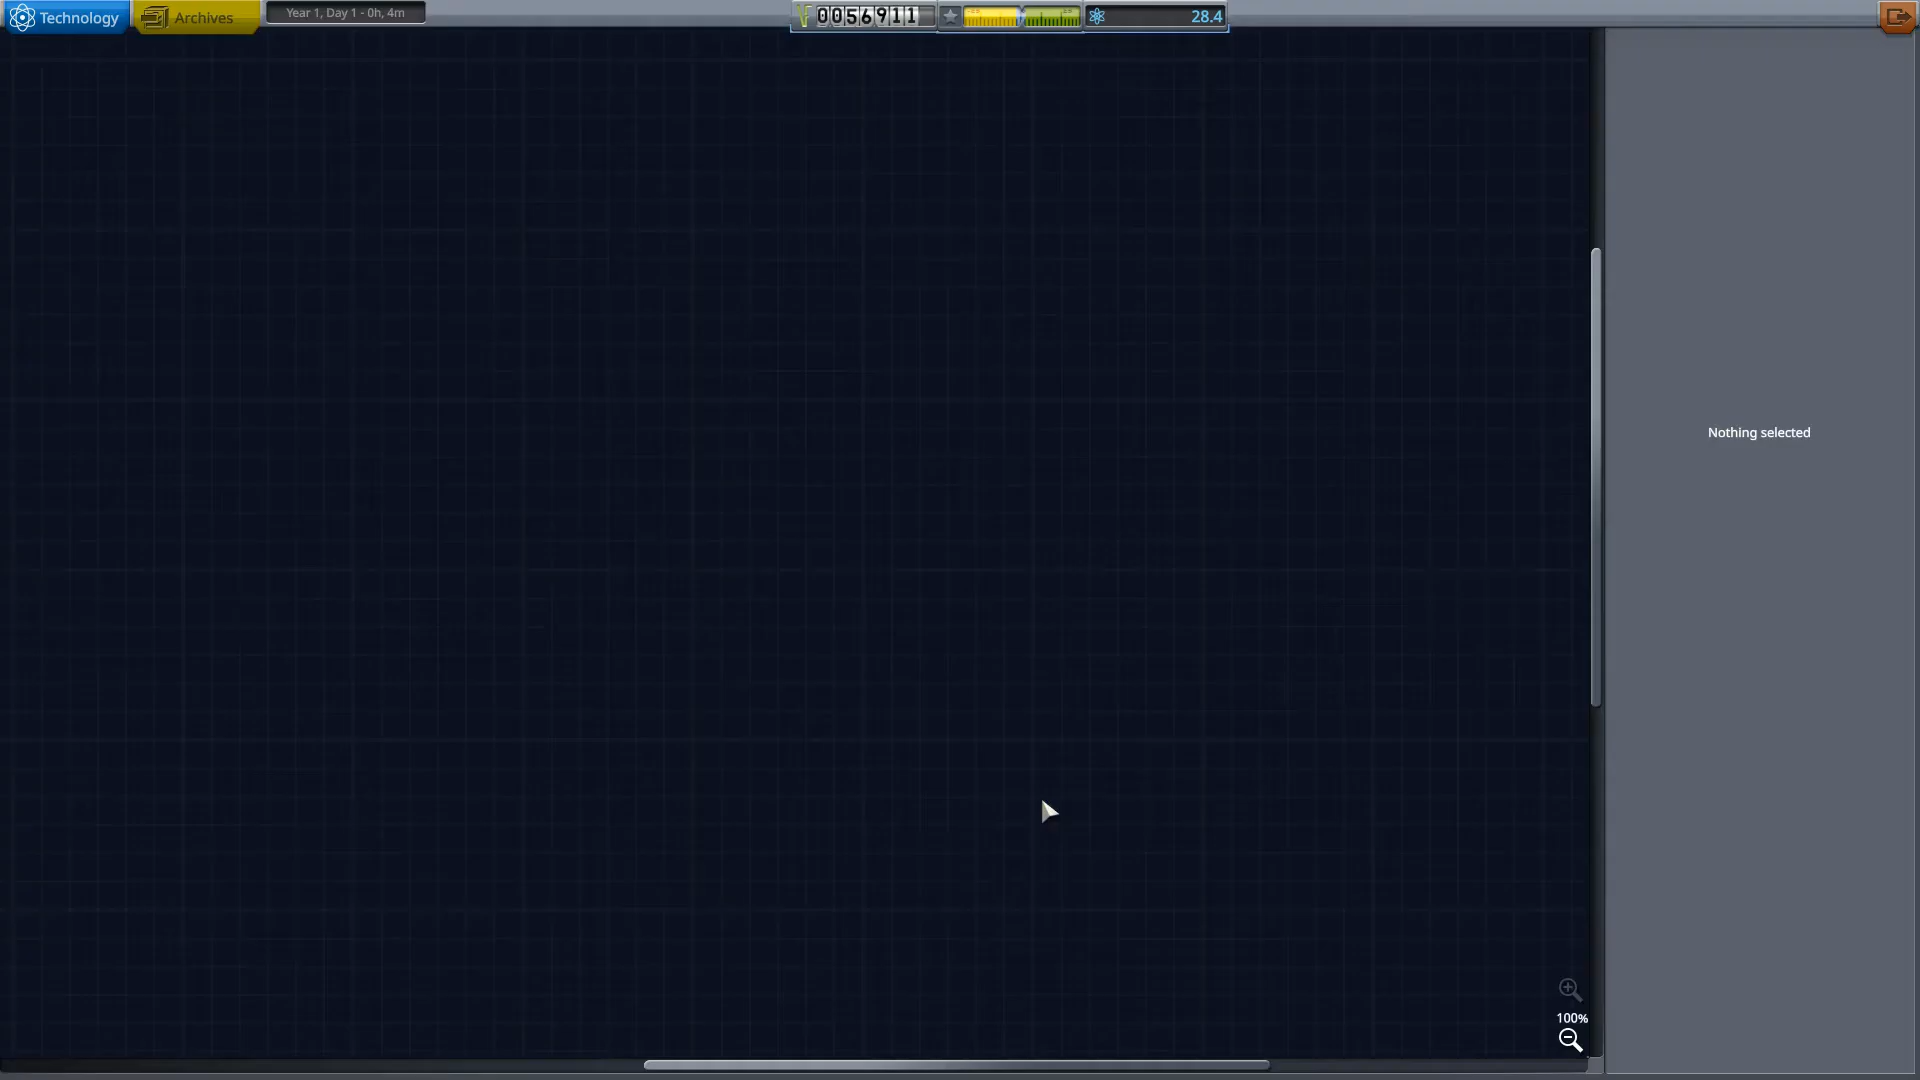 Technology
Archives
Year 1, Day 1 - 0h, 4m
0056911
28.4
Nothing selected
100%